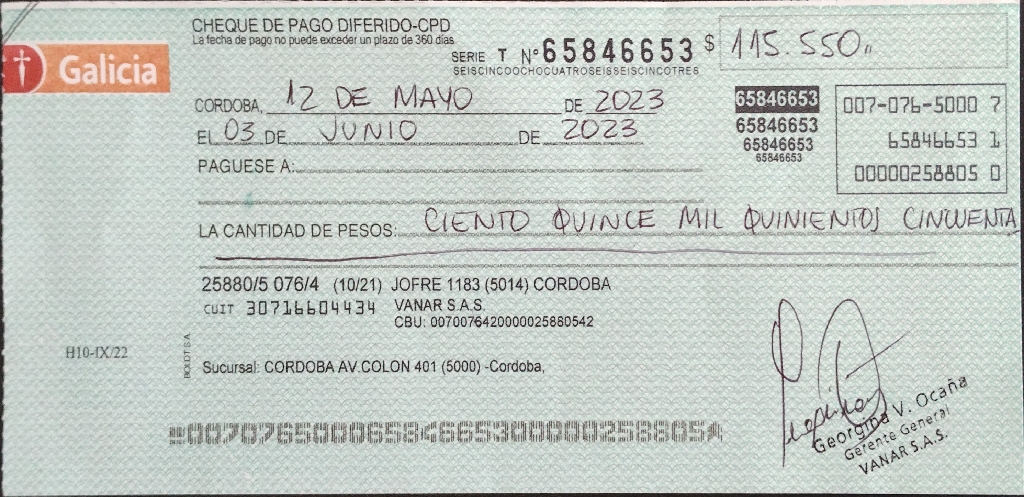 CHEQUE DE PAGO DIFERIDO-CPD
La fecha de pago no puede exceder un plazo de 360 días
Galicia
SERIE T Nº 65846653 $ 115.550,,
SEISCINCOOCHOCUATROSEISSEISCINCOTRES
CORDOBA, 12 DE MAYO DE 2023
EL 03 DE JUNIO DE 2023
PAGUESE A:
65846653
65846653
65846653
65846653
007-076-5000 7
65846653 1
00000258805 0
LA CANTIDAD DE PESOS: CIENTO QUINCE MIL QUINIENTOS CINCUENTA
25880/5 076/4 (10/21) JOFRE 1183 (5014) CORDOBA
CUIT 30716604434 VANAR S.A.S.
CBU: 0070076420000025880542
H10-IX/22
BOLDT S.A
Sucursal: CORDOBA AV.COLON 401 (5000) -Cordoba,
00707650006584665300000258805
Georgina V. Ocaña
Gerente General
VANAR S.A.S.